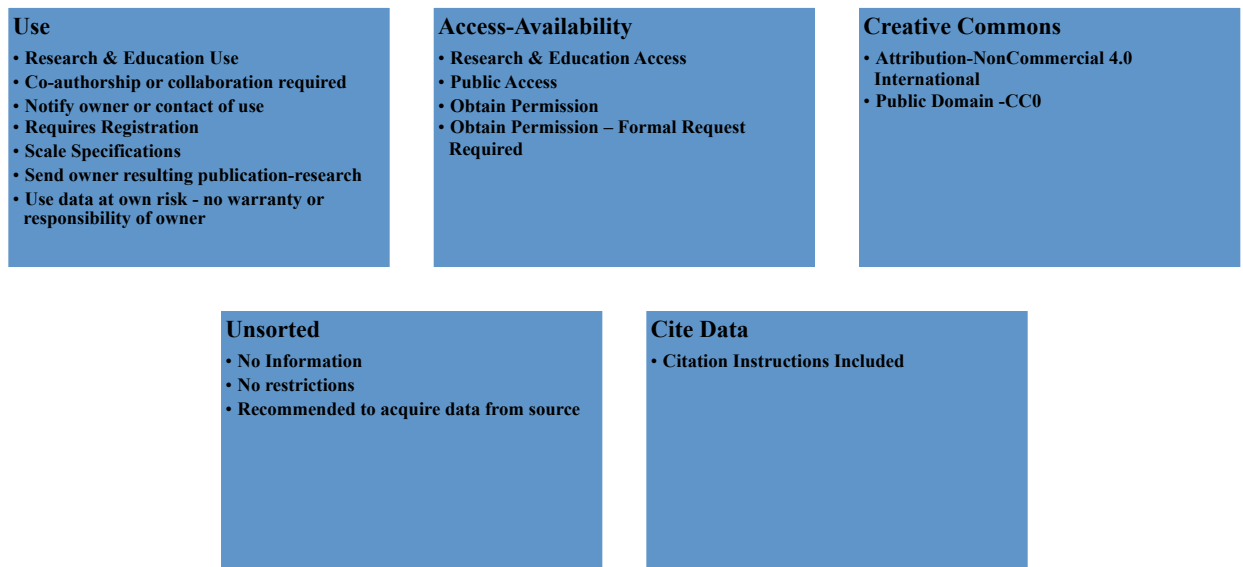 Use
• Research & Education Use
• Co-authorship or collaboration required
• Notify owner or contact of use
• Requires Registration
• Scale Specifications
• Send owner resulting publication-research
• Use data at own risk - no warranty or
responsibility of owner
Access-Availability
• Research & Education Access
• Public Access
• Obtain Permission
• Obtain Permission – Formal Request
Required
Creative Commons
• Attribution-NonCommercial 4.0
International
• Public Domain -CC0
Unsorted
• No Information
• No restrictions
• Recommended to acquire data from source
Cite Data
• Citation Instructions Included